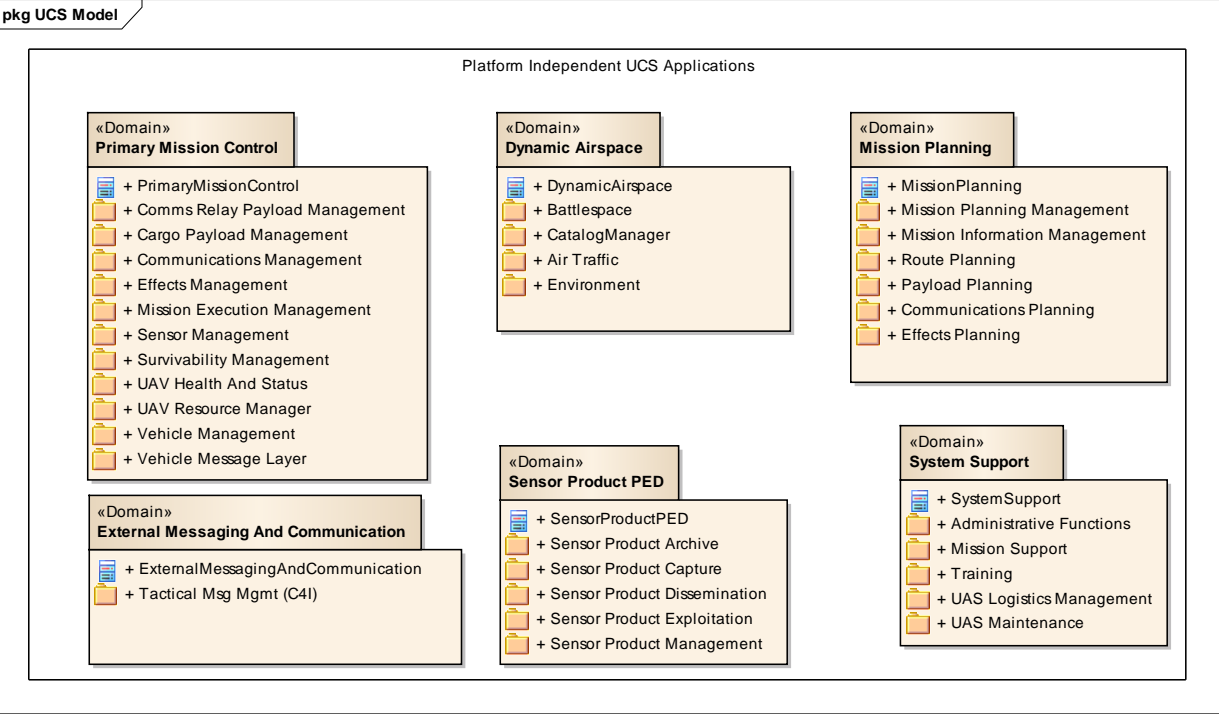 pkg UCS Model
Platform Independent UCS Applications
«Domain»
Primary Mission Control
+ PrimaryMissionControl
+ Comms Relay Payload Management
+ Cargo Payload Management
+ Communications Management
+ Effects Management
+ Mission Execution Management
+ Sensor Management
+ Survivability Management
+ UAV Health And Status
+ UAV Resource Manager
+ Vehicle Management
+ Vehicle Message Layer
«Domain»
Dynamic Airspace
+ DynamicAirspace
+ Battlespace
+ CatalogManager
+ Air Traffic
+ Environment
«Domain»
Mission Planning
+ MissionPlanning
+ Mission Planning Management
+ Mission Information Management
+ Route Planning
+ Payload Planning
+ Communications Planning
+ Effects Planning
«Domain»
External Messaging And Communication
+ ExternalMessagingAndCommunication
+ Tactical Msg Mgmt (C4I)
«Domain»
Sensor Product PED
+ SensorProductPED
+ Sensor Product Archive
+ Sensor Product Capture
+ Sensor Product Dissemination
+ Sensor Product Exploitation
+ Sensor Product Management
«Domain»
System Support
+ SystemSupport
+ Administrative Functions
+ Mission Support
+ Training
+ UAS Logistics Management
+ UAS Maintenance